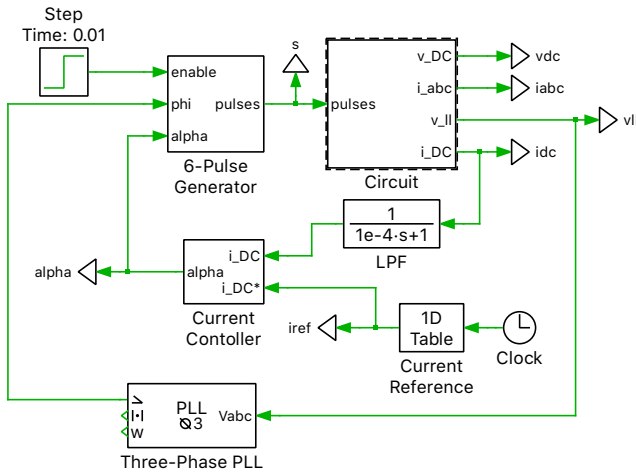 Step
Time: 0.01
enable
phi
alpha
pulses
6-Pulse
Generator
s
pulses
v_DC
i_abc
v_ll
i_DC
Circuit
vdc
iabc
vl
idc
1
1e-4·s+1
LPF
alpha
alpha
i_DC
i_DC*
Current
Contoller
iref
1D
Table
Current
Reference
Clock
∠
|•|
w
PLL
3
Vabc
Three-Phase PLL